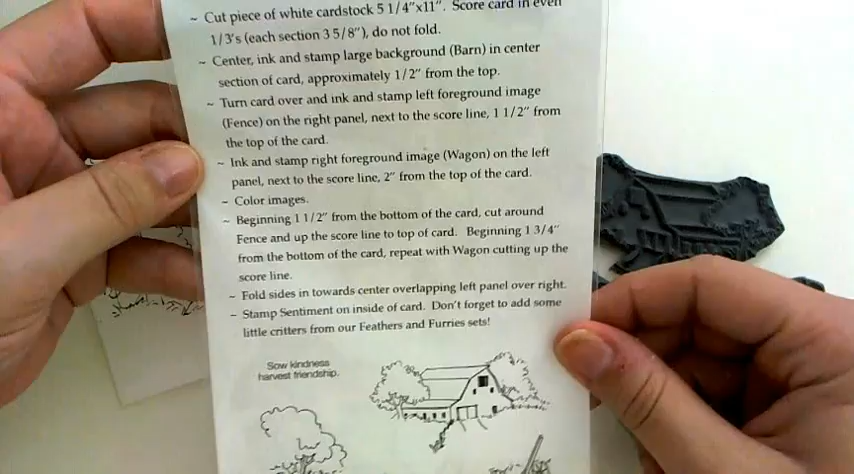 ~ Cut piece of white cardstock 5 1/4"x11". Score card in even
1/3's (each section 3 5/8"), do not fold.
~ Center, ink and stamp large background (Barn) in center
section of card, approximately 1/2" from the top.
~ Turn card over and ink and stamp left foreground image
(Fence) on the right panel, next to the score line, 1 1/2" from
the top of the card.
~ Ink and stamp right foreground image (Wagon) on the left
panel, next to the score line, 2" from the top of the card.
~ Color images.
~ Beginning 1 1/2" from the bottom of the card, cut around
Fence and up the score line to top of card. Beginning 1 3/4"
from the bottom of the card, repeat with Wagon cutting up the
score line.
~ Fold sides in towards center overlapping left panel over right.
~ Stamp Sentiment on inside of card. Don't forget to add some
little critters from our Feathers and Furries sets!
Sow kindness
harvest friendship.